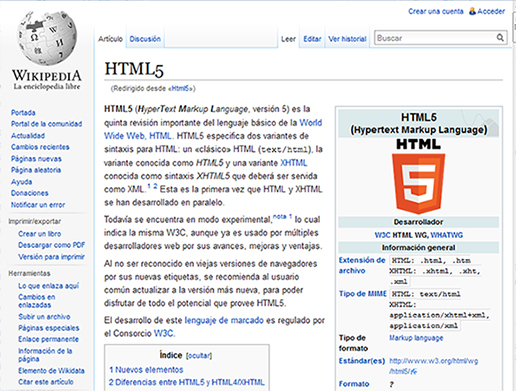 Crear una cuenta Acceder
Artículo Discusión Leer Editar Ver historial Buscar
WIKIPEDIA
La enciclopedia libre
Portada
Portal de la comunidad
Actualidad
Cambios recientes
Páginas nuevas
Página aleatoria
Ayuda
Donaciones
Notificar un error
Imprimir/exportar
Crear un libro
Descargar como PDF
Versión para imprimir
Herramientas
Lo que enlaza aquí
Cambios en
enlazadas
Subir un archivo
Páginas especiales
Enlace permanente
Información de la
página
Elemento de Wikidata
Citar este artículo
HTML5
(Redirigido desde «Html5»)
HTML5 (HyperText Markup Language, versión 5) es la
quinta revisión importante del lenguaje básico de la World
Wide Web, HTML. HTML5 especifica dos variantes de
sintaxis para HTML: un «clásico» HTML (text/html), la
variante conocida como HTML5 y una variante XHTML
conocida como sintaxis XHTML5 que deberá ser servida
como XML.1 2 Esta es la primera vez que HTML y XHTML
se han desarrollado en paralelo.
Todavía se encuentra en modo experimental,nota 1 lo cual
indica la misma W3C, aunque ya es usado por múltiples
desarrolladores web por sus avances, mejoras y ventajas.
Al no ser reconocido en viejas versiones de navegadores
por sus nuevas etiquetas, se recomienda al usuario
común actualizar a la versión más nueva, para poder
disfrutar de todo el potencial que provee HTML5.
El desarrollo de este lenguaje de marcado es regulado por
el Consorcio W3C.
Índice [ocultar]
1 Nuevos elementos
2 Diferencias entre HTML5 y HTML4/XHTML
HTML5
(Hypertext Markup Language)
HTML
5
Desarrollador
W3C HTML WG, WHATWG
Información general
Extensión de archivo HTML: .html, .htm
XHTML: .xhtml, .xht,
.xml
Tipo de MIME HTML: text/html
XHTML:
application/xhtml+xml,
application/xml
Tipo de formato Markup language
Estándar(es) http://www.w3.org/html/wg
/html5/
Formato ?